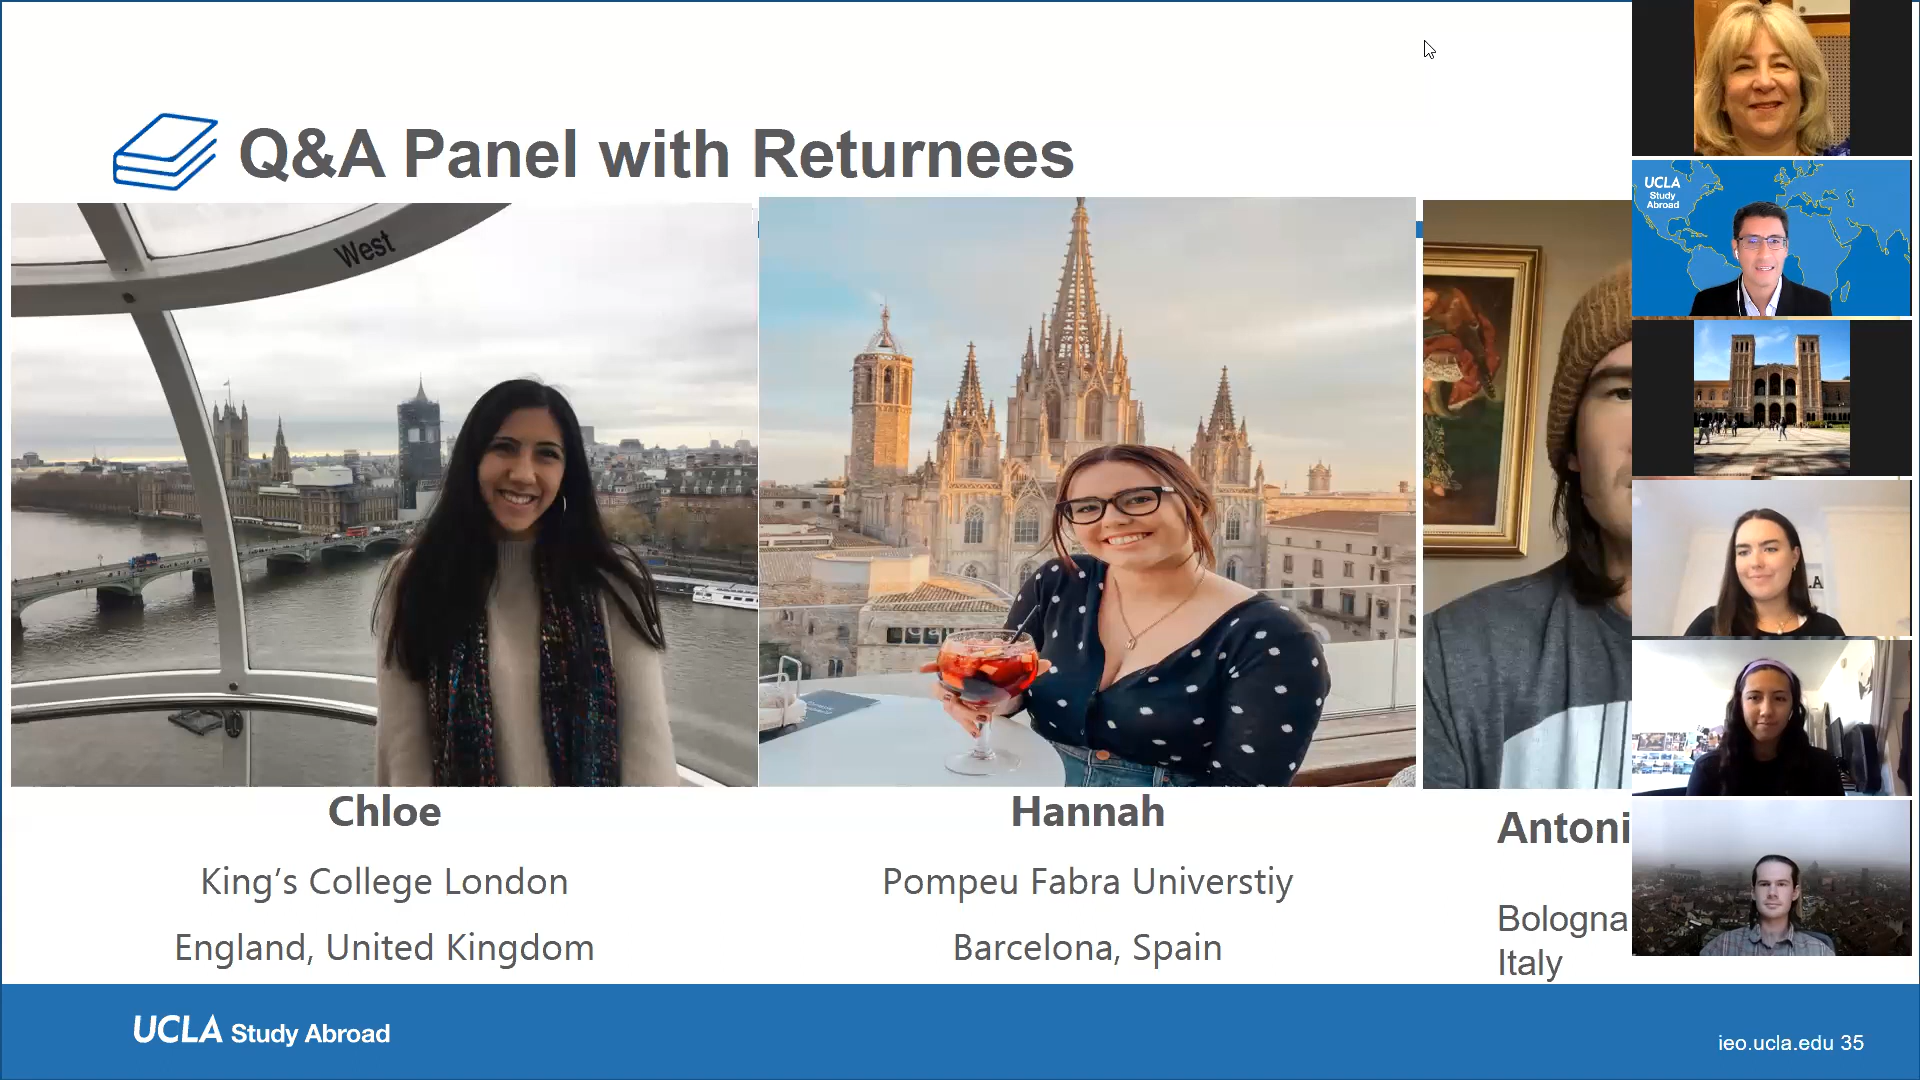 Q&A Panel with Returnees
West
Chloe
King's College London
England, United Kingdom
Hannah
Pompeu Fabra Universtiy
Barcelona, Spain
Antoni
Bologna
Italy
UCLA
Study
Abroad
UCLA Study Abroad
ieo.ucla.edu 35